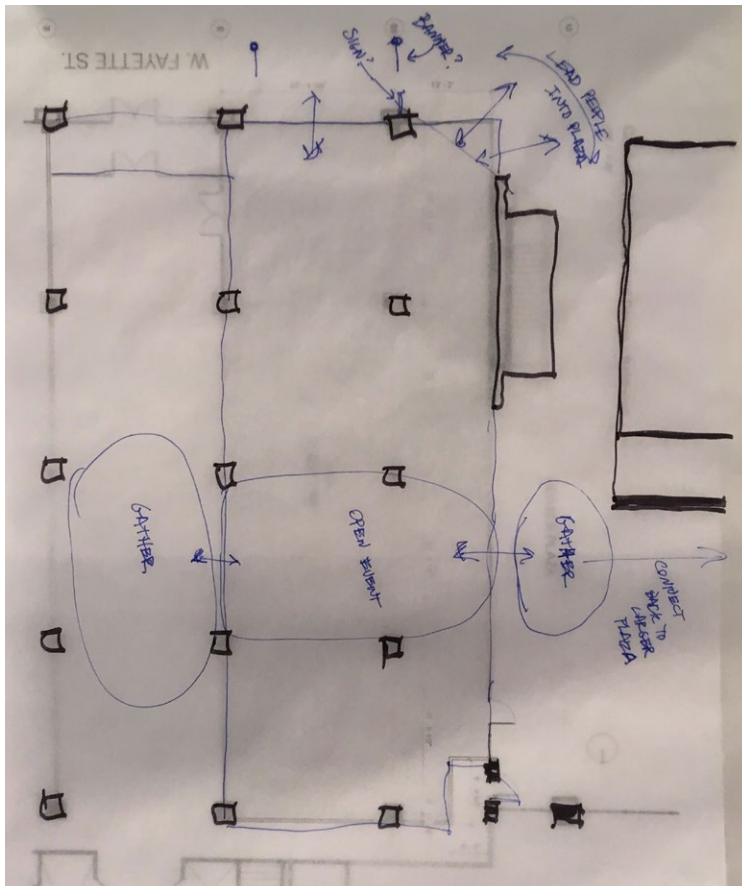 W. FAYETTE ST.
SIGN?
BANNER?
LEAD PEOPLE
INTO PLAZA
GATHER.
OPEN EVENT
GATHER
CONNECT
BACK TO
LARGER
PLAZA